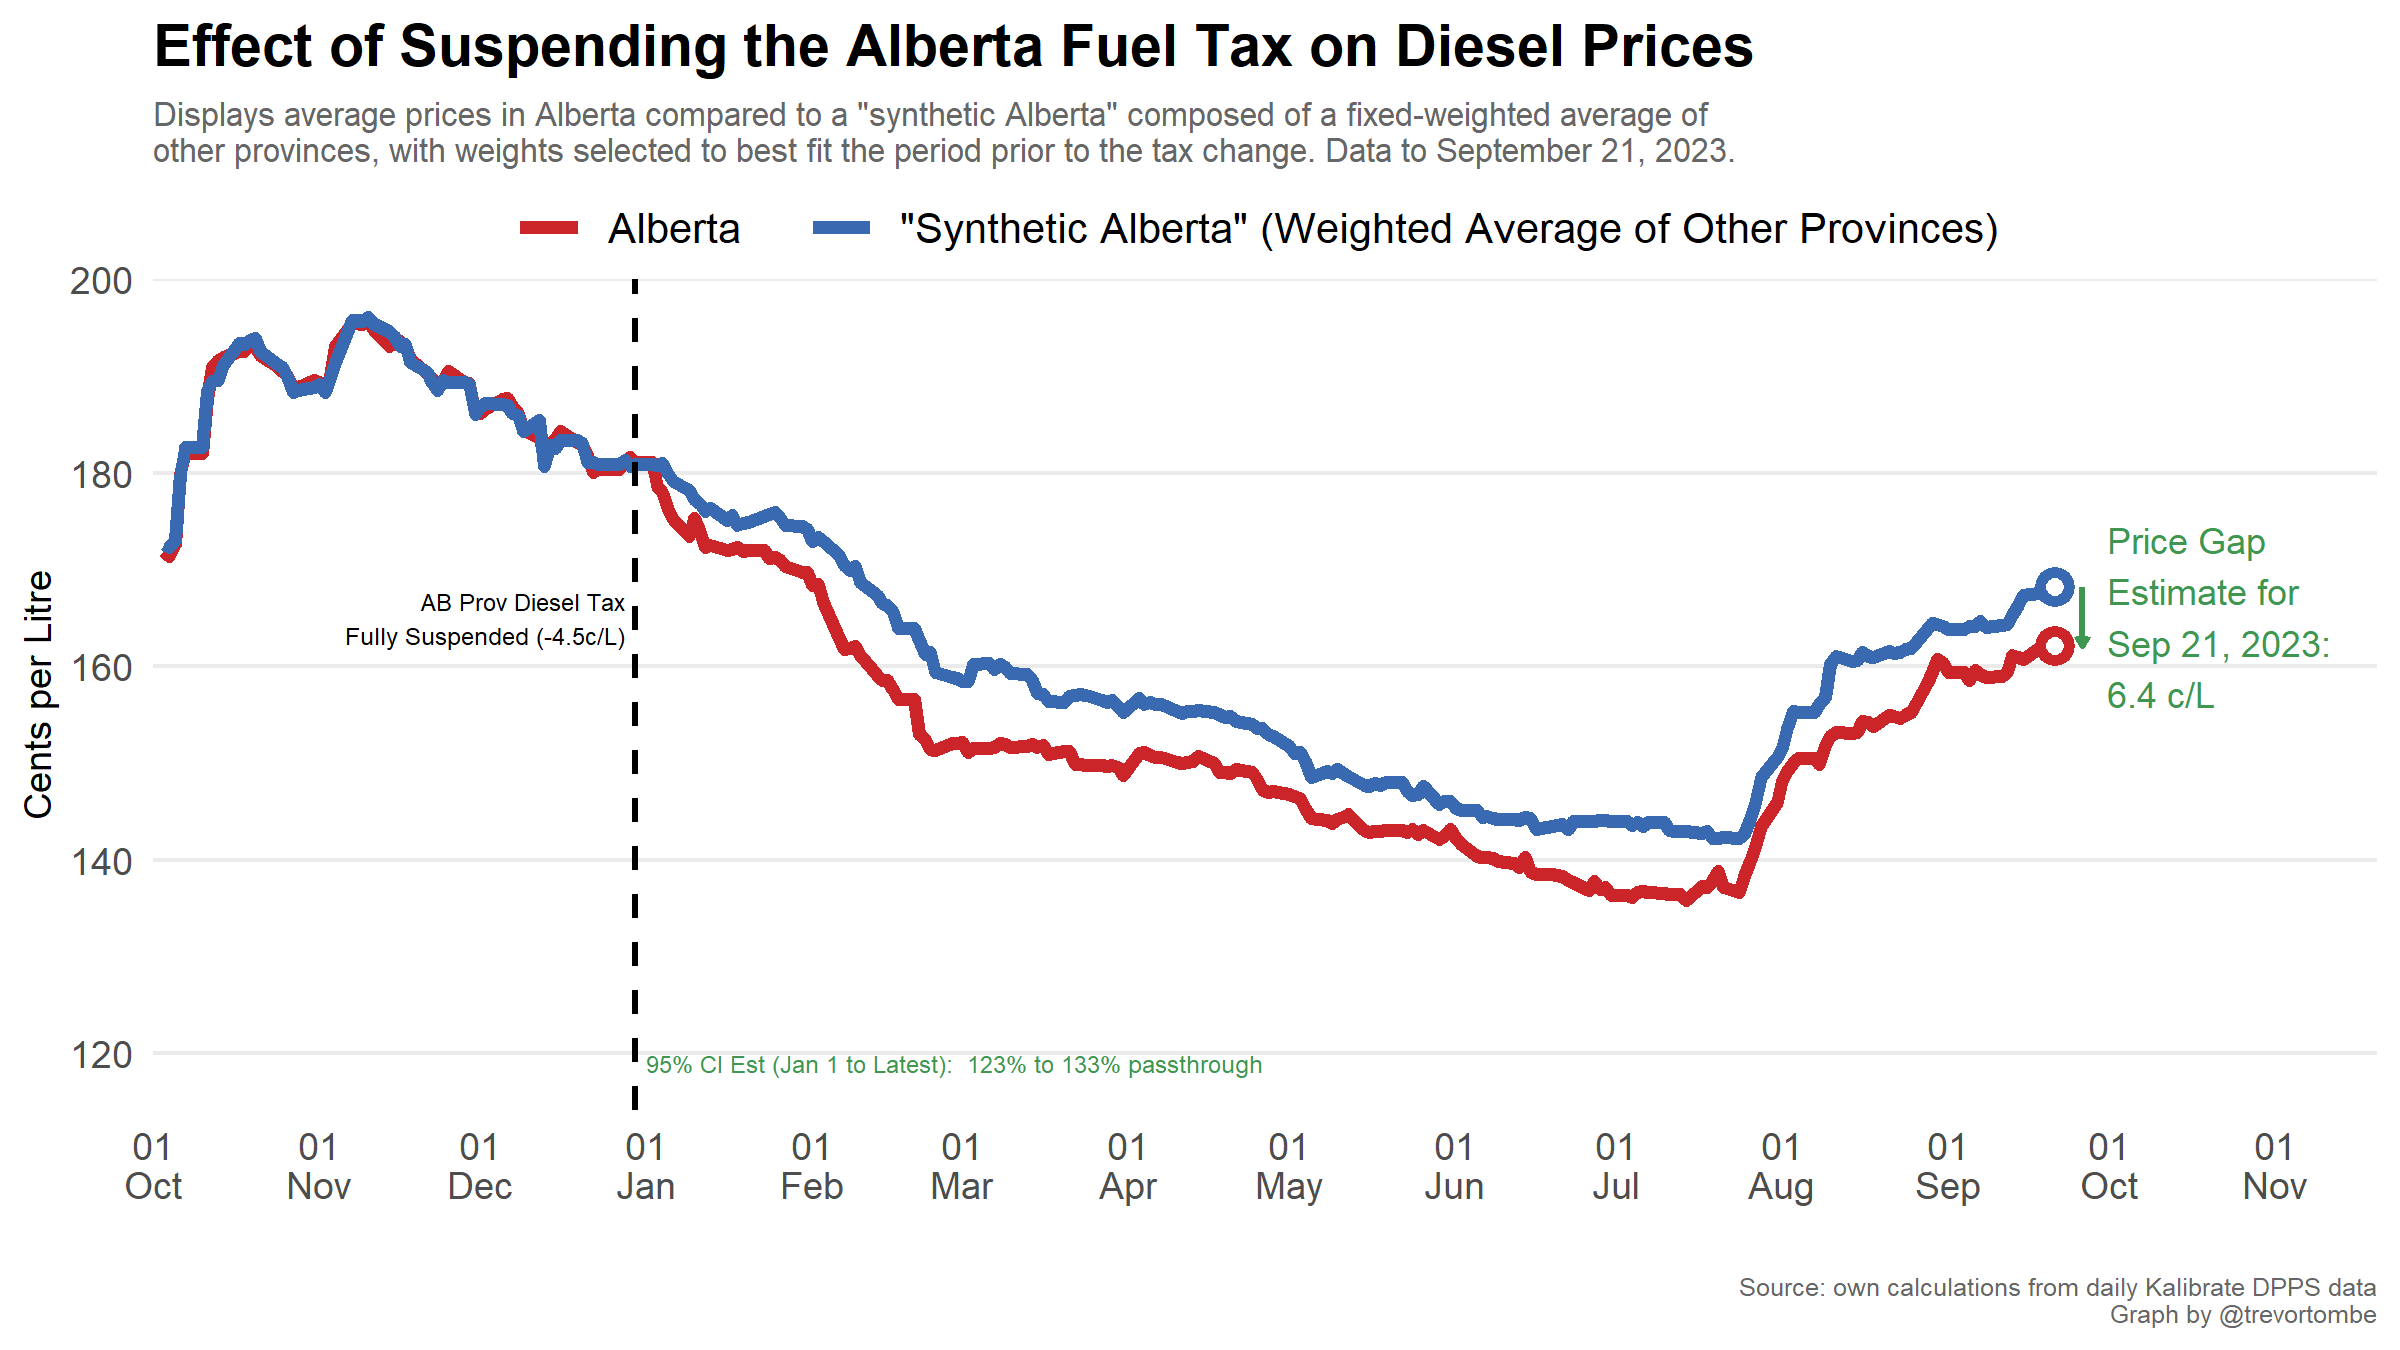 Effect of Suspending the Alberta Fuel Tax on Diesel Prices
Displays average prices in Alberta compared to a "synthetic Alberta" composed of a fixed-weighted average of
other provinces, with weights selected to best fit the period prior to the tax change. Data to September 21, 2023.
Alberta
"Synthetic Alberta" (Weighted Average of Other Provinces)
Cents per Litre
200
180
160
140
120
AB Prov Diesel Tax
Fully Suspended (-4.5c/L)
Price Gap
Estimate for
Sep 21, 2023:
6.4 c/L
95% CI Est (Jan 1 to Latest):  123% to 133% passthrough
01 01 01 01 01 01 01 01 01 01 01 01 01 01
Oct Nov Dec Jan Feb Mar Apr May Jun Jul Aug Sep Oct Nov
Source: own calculations from daily Kalibrate DPPS data
Graph by @trevortombe